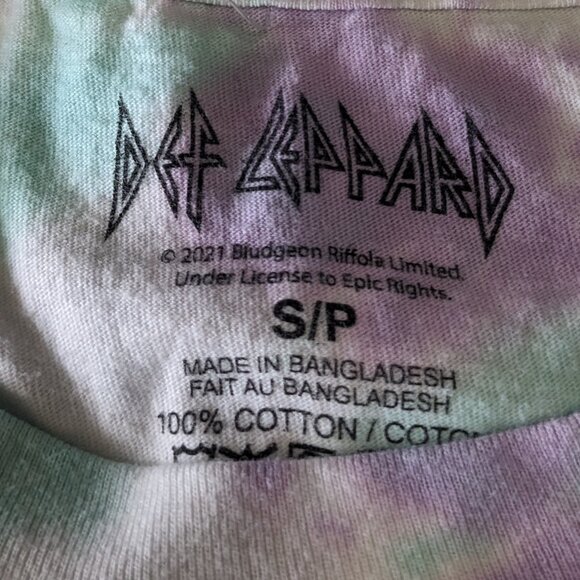 DEF LEPPARD
© 2021 Bludgeon Riffola Limited.
Under License to Epic Rights.
S/P
MADE IN BANGLADESH
FAIT AU BANGLADESH
100% COTTON / COTO